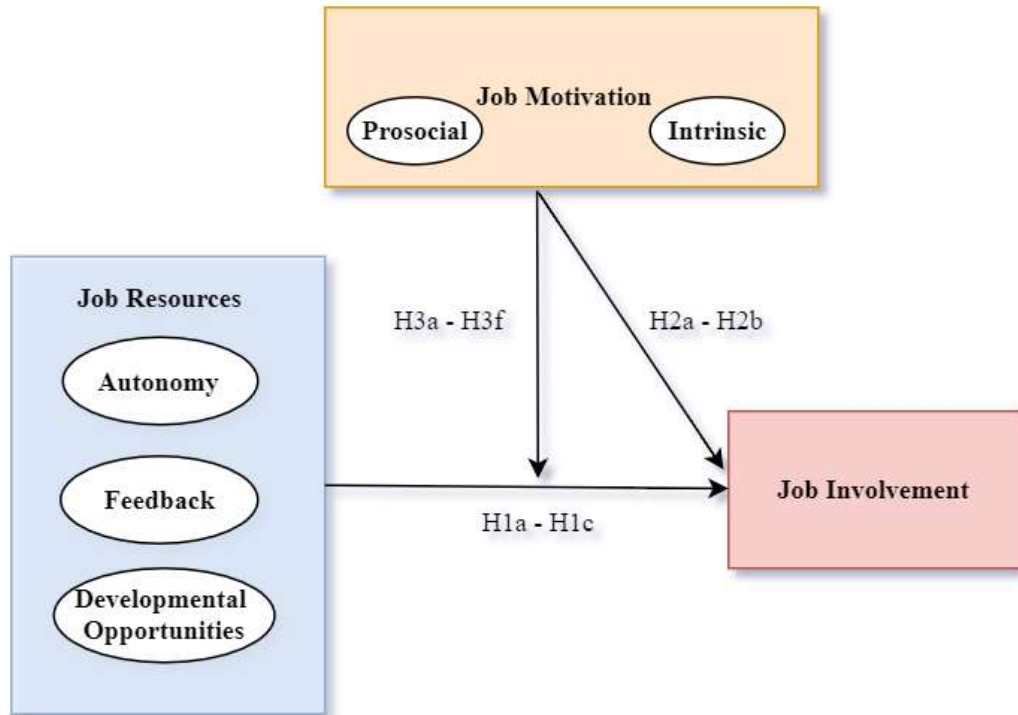 Job Motivation
Prosocial
Intrinsic
Job Resources
Autonomy
Feedback
Developmental
Opportunities
H3a - H3f
H2a - H2b
H1a - H1c
Job Involvement